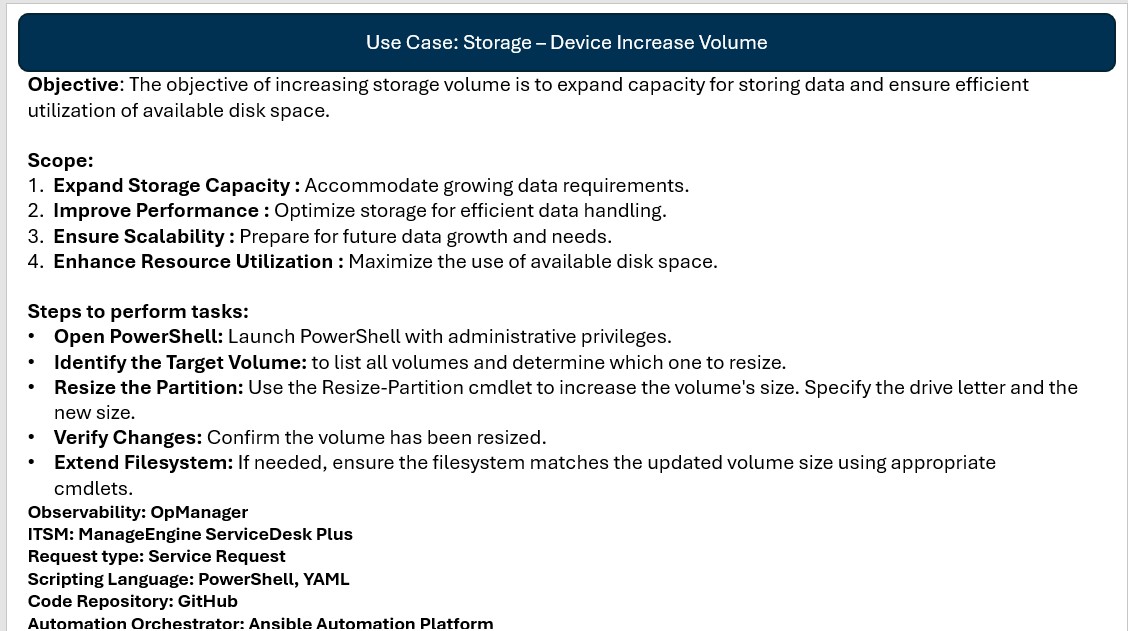 Use Case: Storage – Device Increase Volume
Objective: The objective of increasing storage volume is to expand capacity for storing data and ensure efficient
utilization of available disk space.
Scope:
1. Expand Storage Capacity : Accommodate growing data requirements.
2. Improve Performance : Optimize storage for efficient data handling.
3. Ensure Scalability : Prepare for future data growth and needs.
4. Enhance Resource Utilization : Maximize the use of available disk space.
Steps to perform tasks:
• Open PowerShell: Launch PowerShell with administrative privileges.
• Identify the Target Volume: to list all volumes and determine which one to resize.
• Resize the Partition: Use the Resize-Partition cmdlet to increase the volume's size. Specify the drive letter and the
new size.
• Verify Changes: Confirm the volume has been resized.
• Extend Filesystem: If needed, ensure the filesystem matches the updated volume size using appropriate
cmdlets.
Observability: OpManager
ITSM: ManageEngine ServiceDesk Plus
Request type: Service Request
Scripting Language: PowerShell, YAML
Code Repository: GitHub
Automation Orchestrator: Ansible Automation Platform